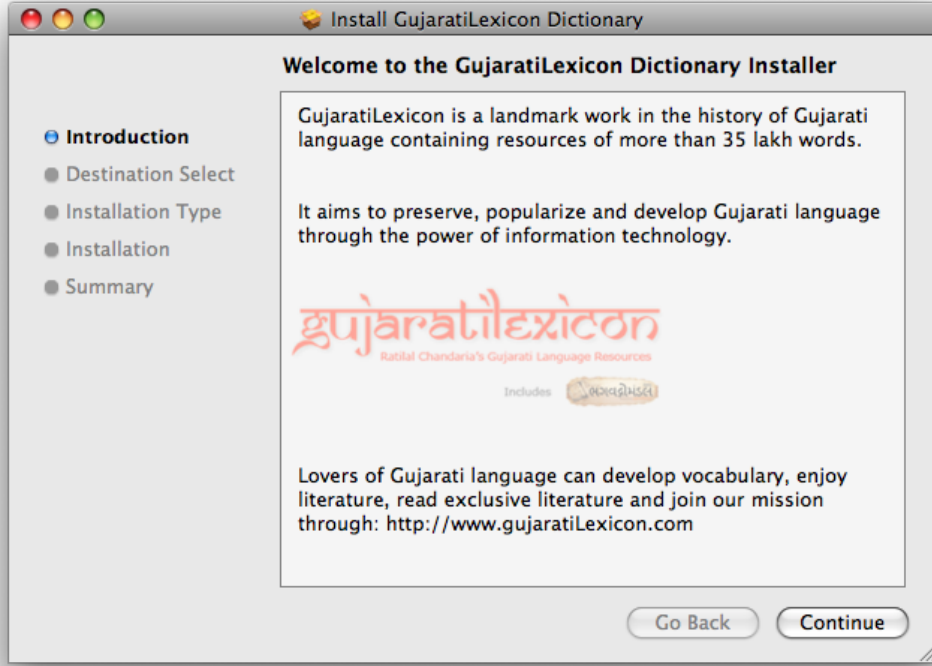 Install GujaratiLexicon Dictionary
Welcome to the GujaratiLexicon Dictionary Installer
Introduction
Destination Select
Installation Type
Installation
Summary
GujaratiLexicon is a landmark work in the history of Gujarati
language containing resources of more than 35 lakh words.
It aims to preserve, popularize and develop Gujarati language
through the power of information technology.
gujaratilexicon
Ratilal Chandaria's Gujarati Language Resources
Includes ભગવદ્ગોમંડલ
Lovers of Gujarati language can develop vocabulary, enjoy
literature, read exclusive literature and join our mission
through: http://www.gujaratiLexicon.com
Go Back
Continue